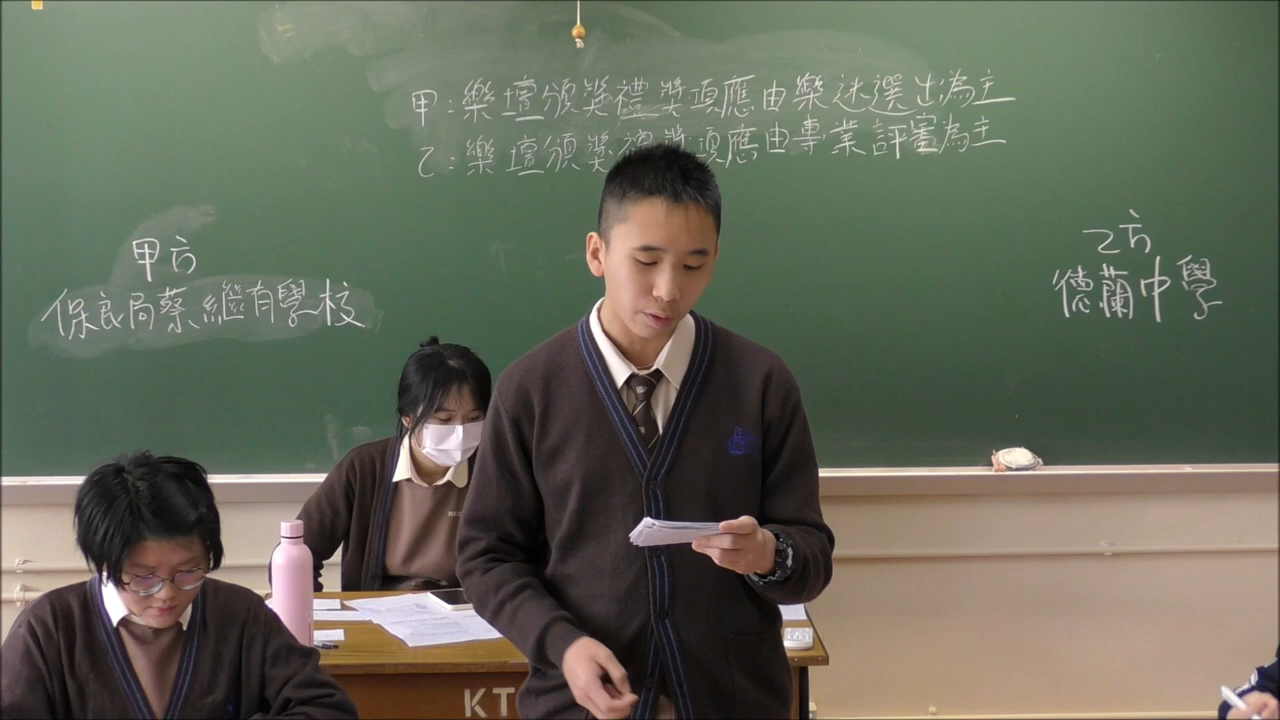 甲：樂壇頒獎禮獎項應由樂迷選出為主
乙：樂壇頒獎禮獎項應由專業評審為主
甲方
保良局蔡繼有學校
乙方
德蘭中學
KT